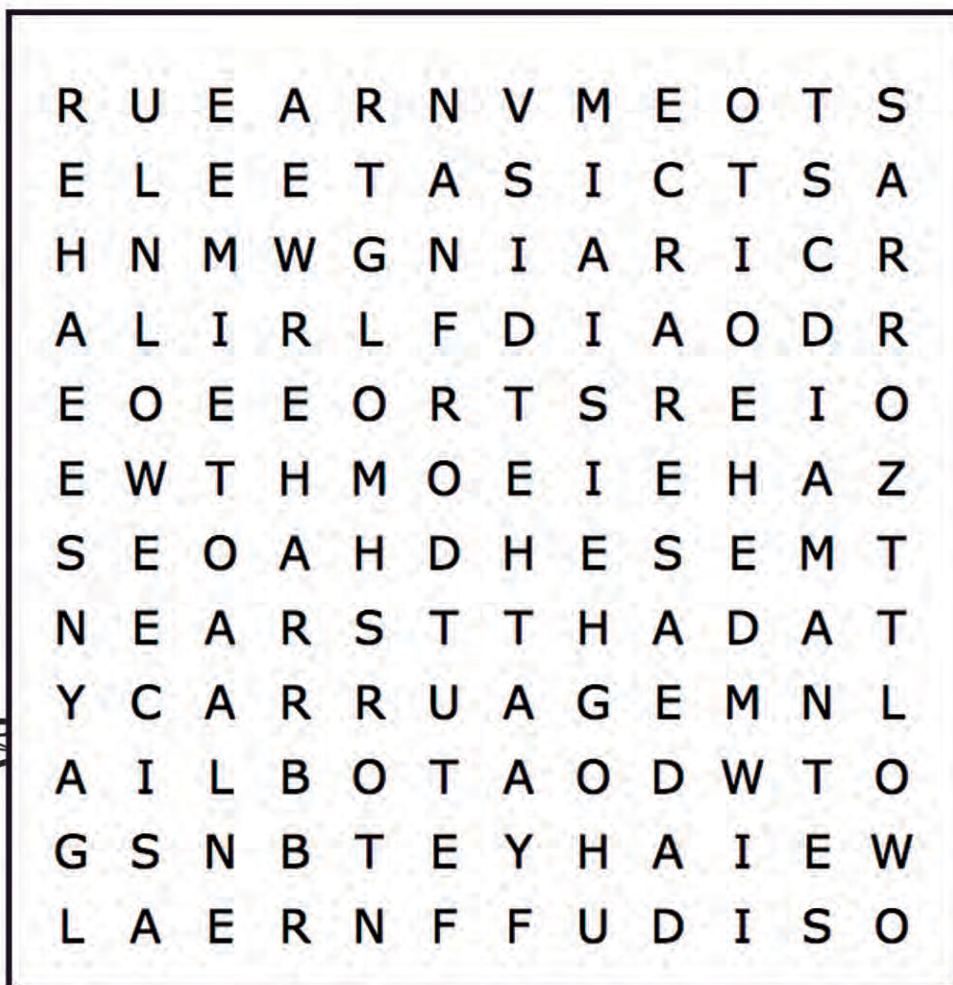 R U E A R N V M E O T S
E L E E T A S I C T S A
H N M W G N I A R I C R
A L I R L F D I A O D R
E O E E O R T S R E I O
E W T H M O E I E H A Z
S E O A H D H E S E M T
N E A R S T T H A D A T
Y C A R R U A G E M N L
A I L B O T A O D W T O
G S N B T E Y H A I E W
L A E R N F F U D I S O